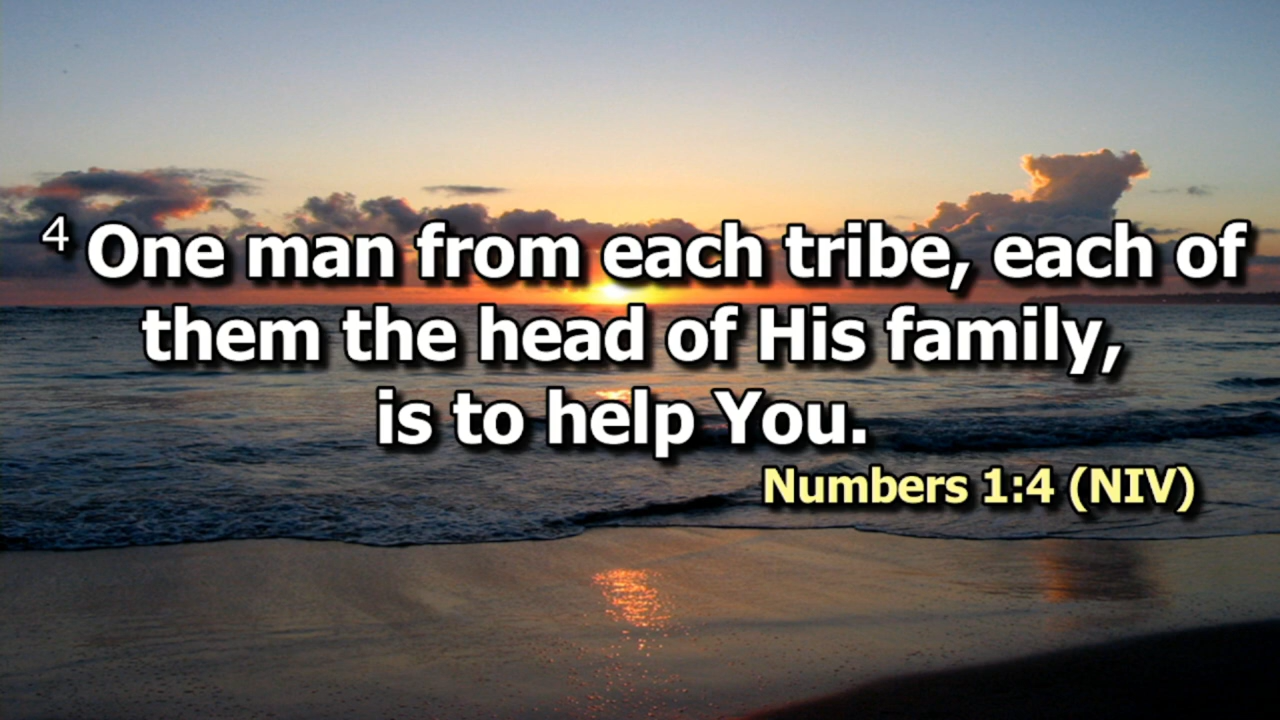 4 One man from each tribe, each of
them the head of His family,
is to help You.
Numbers 1:4 (NIV)